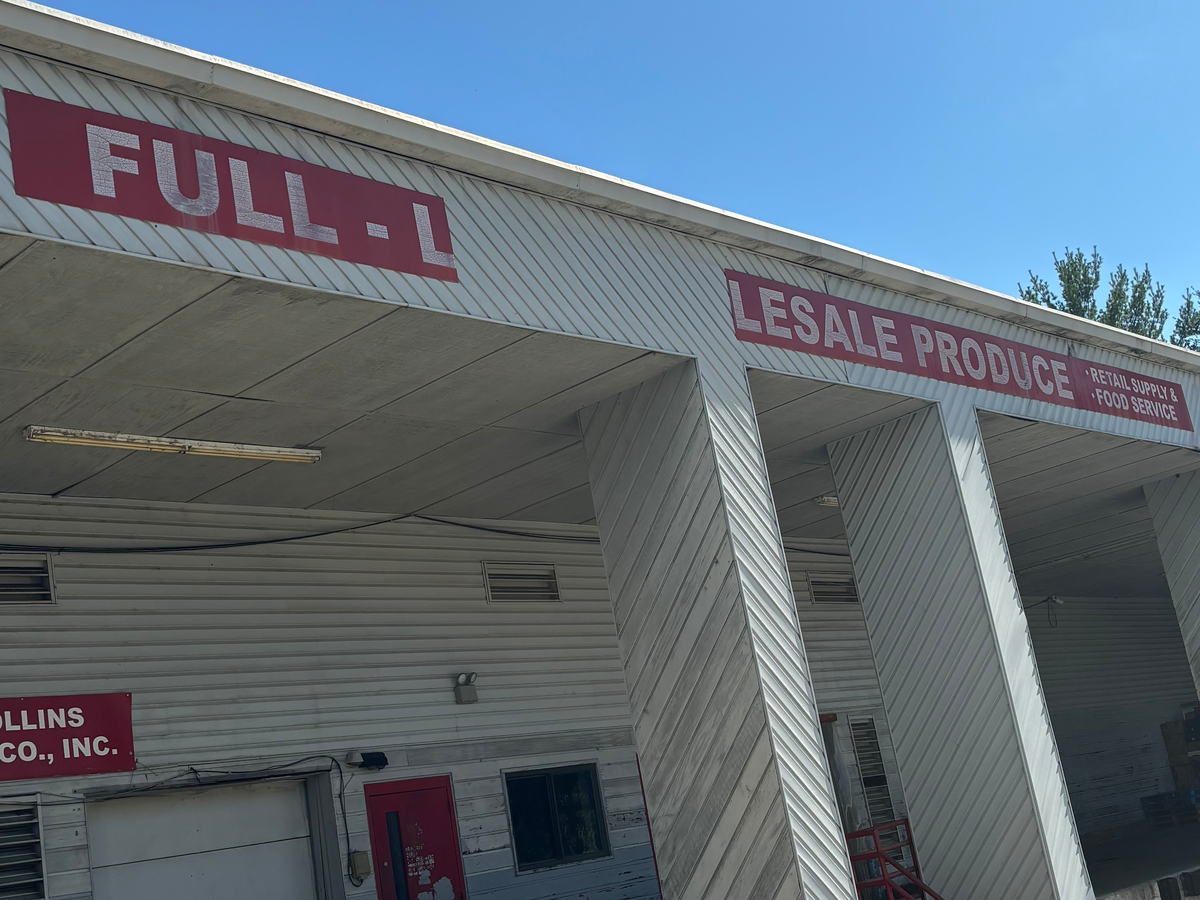 FULL - L
LESALE PRODUCE
· RETAIL SUPPLY &
· FOOD SERVICE
OLLINS
CO., INC.